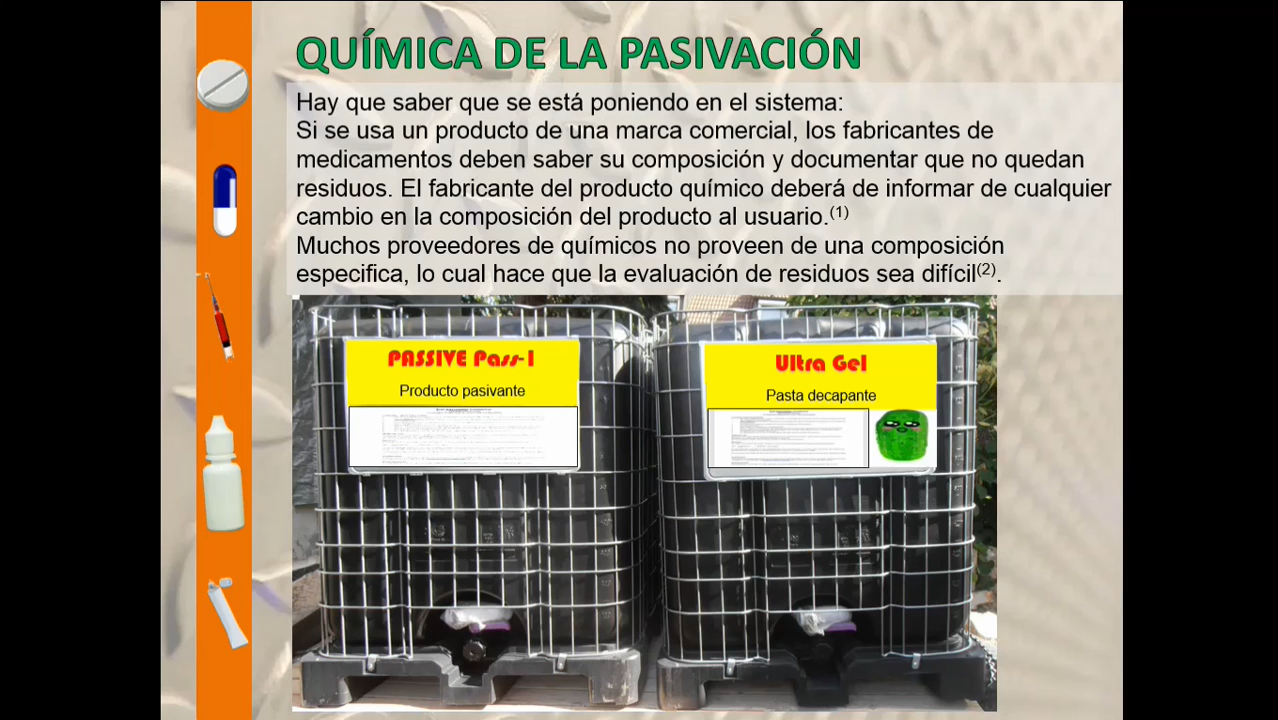 QUÍMICA DE LA PASIVACIÓN
Hay que saber que se está poniendo en el sistema:
Si se usa un producto de una marca comercial, los fabricantes de
medicamentos deben saber su composición y documentar que no quedan
residuos. El fabricante del producto químico deberá de informar de cualquier
cambio en la composición del producto al usuario.(1)
Muchos proveedores de químicos no proveen de una composición
especifica, lo cual hace que la evaluación de residuos sea difícil(2).
PASSIVE Pass-1
Producto pasivante
Ultra Gel
Pasta decapante